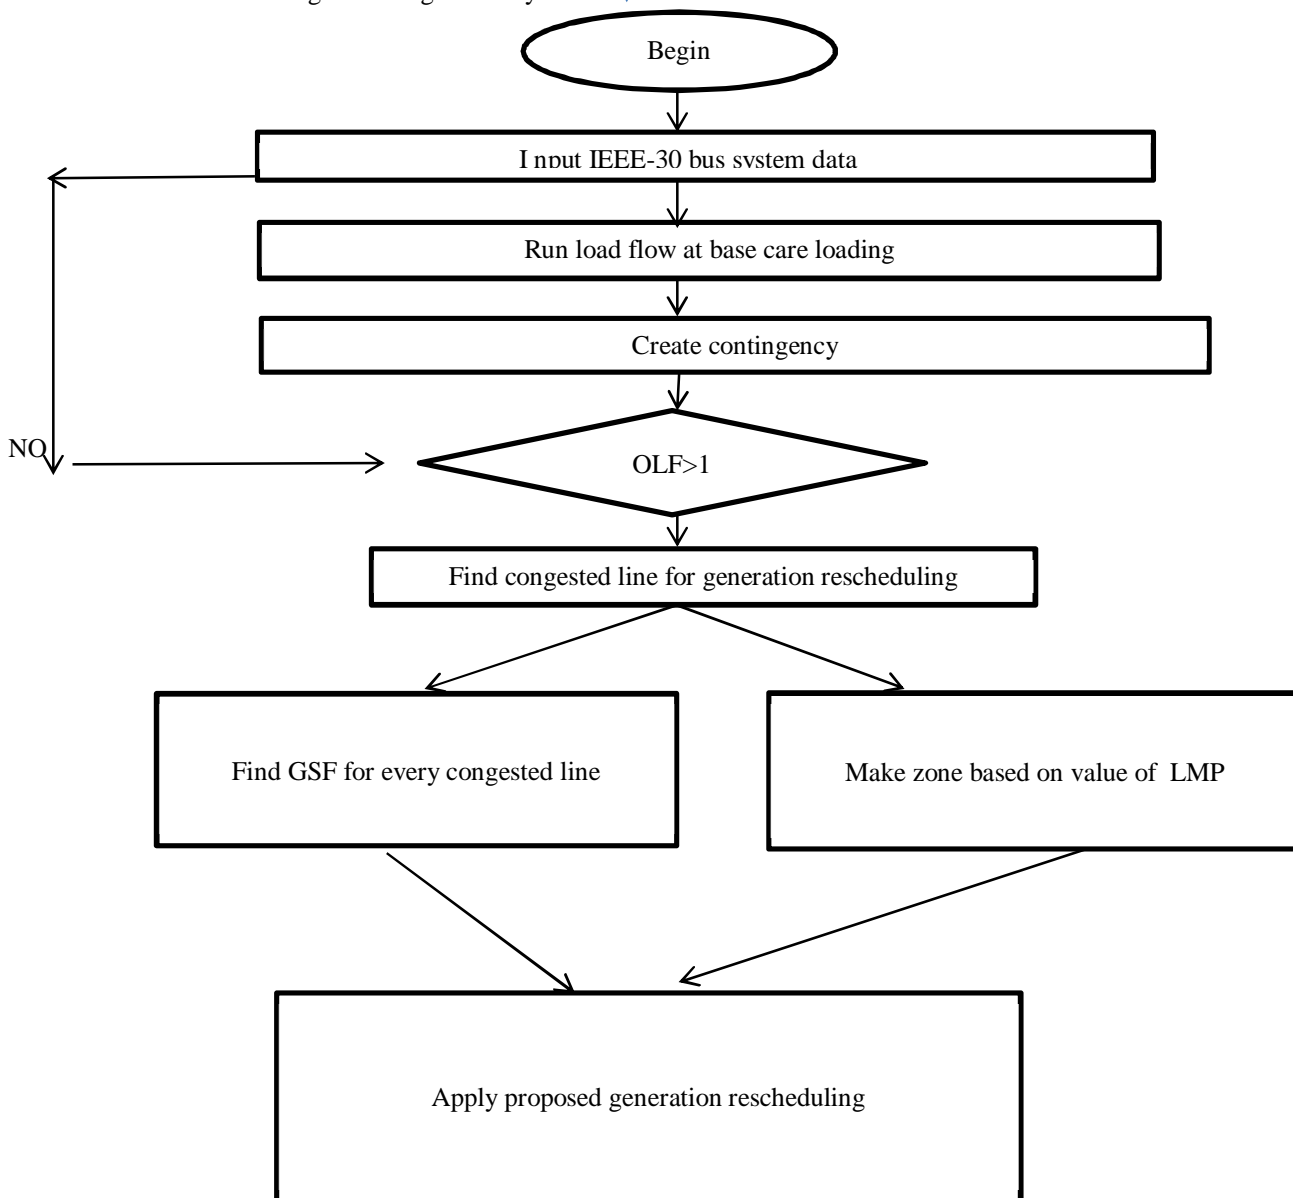 Begin
Input IEEE-30 bus system data
Run load flow at base care loading
Create contingency
NO
OLF>1
Find congested line for generation rescheduling
Find GSF for every congested line
Make zone based on value of LMP
Apply proposed generation rescheduling